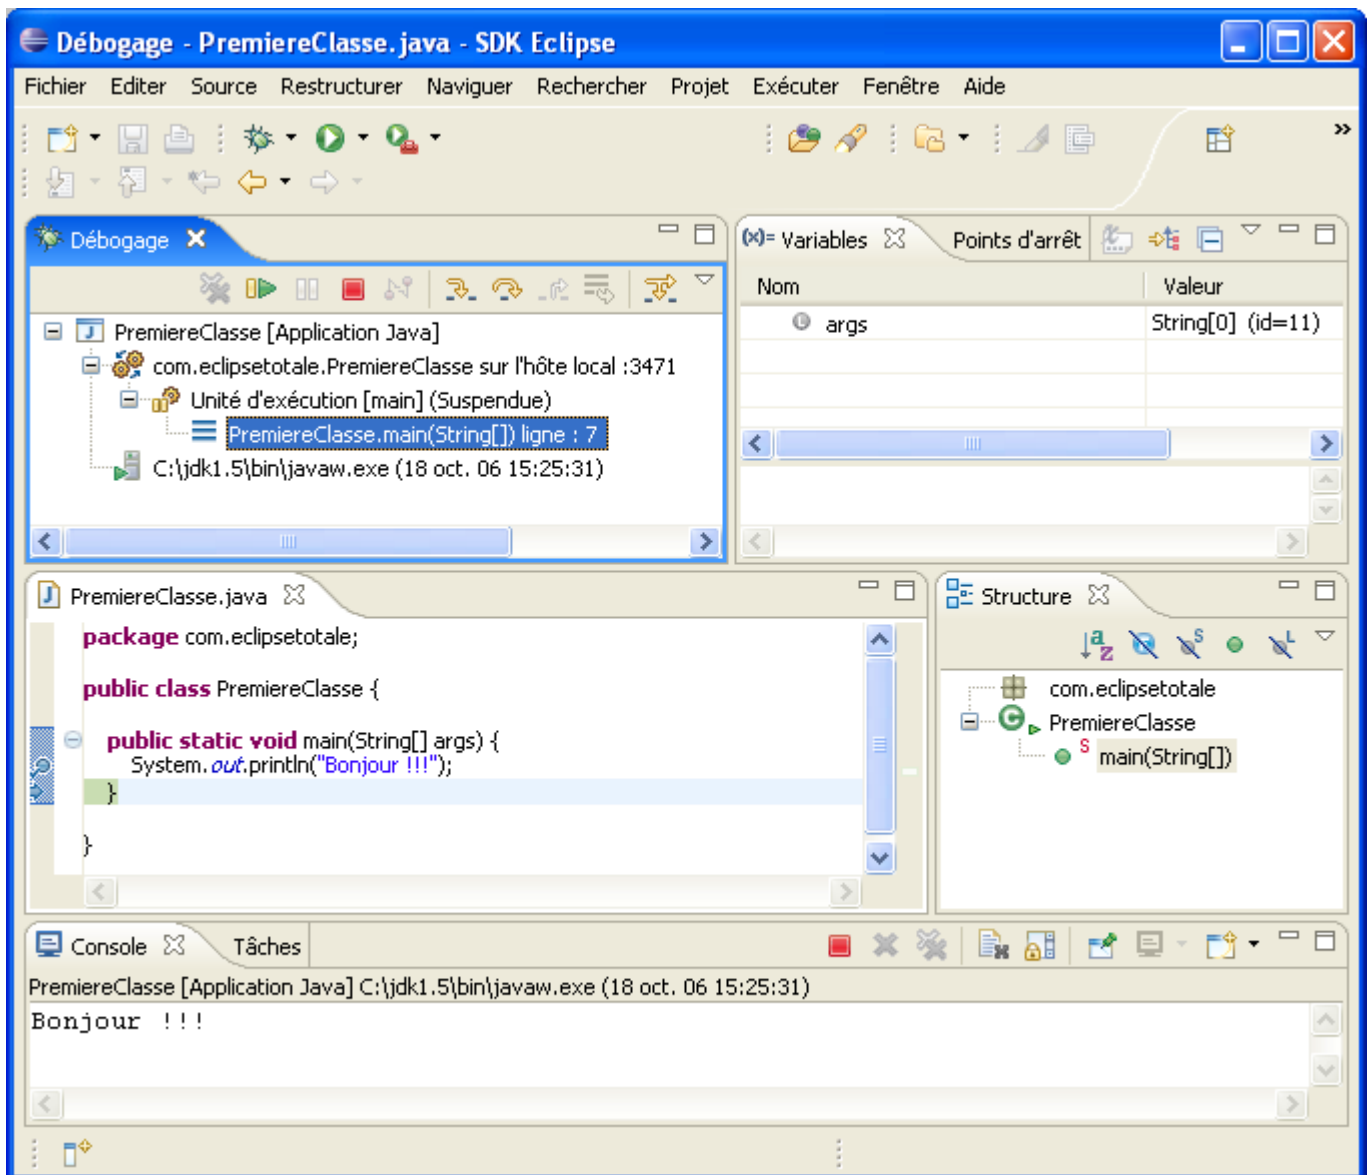 Débogage - PremiereClasse.java - SDK Eclipse
Fichier Editer Source Restructurer Naviguer Rechercher Projet Exécuter Fenêtre Aide
Débogage
PremiereClasse [Application Java]
com.eclipsetotale.PremiereClasse sur l'hôte local :3471
Unité d'exécution [main] (Suspendue)
PremiereClasse.main(String[]) ligne : 7
C:\jdk1.5\bin\javaw.exe (18 oct. 06 15:25:31)
(x)= Variables Points d'arrêt
Nom Valeur
args String[0] (id=11)
PremiereClasse.java
package com.eclipsetotale;
public class PremiereClasse {
public static void main(String[] args) {
System.out.println("Bonjour !!!");
}
}
Structure
com.eclipsetotale
PremiereClasse
main(String[])
Console Tâches
PremiereClasse [Application Java] C:\jdk1.5\bin\javaw.exe (18 oct. 06 15:25:31)
Bonjour !!!